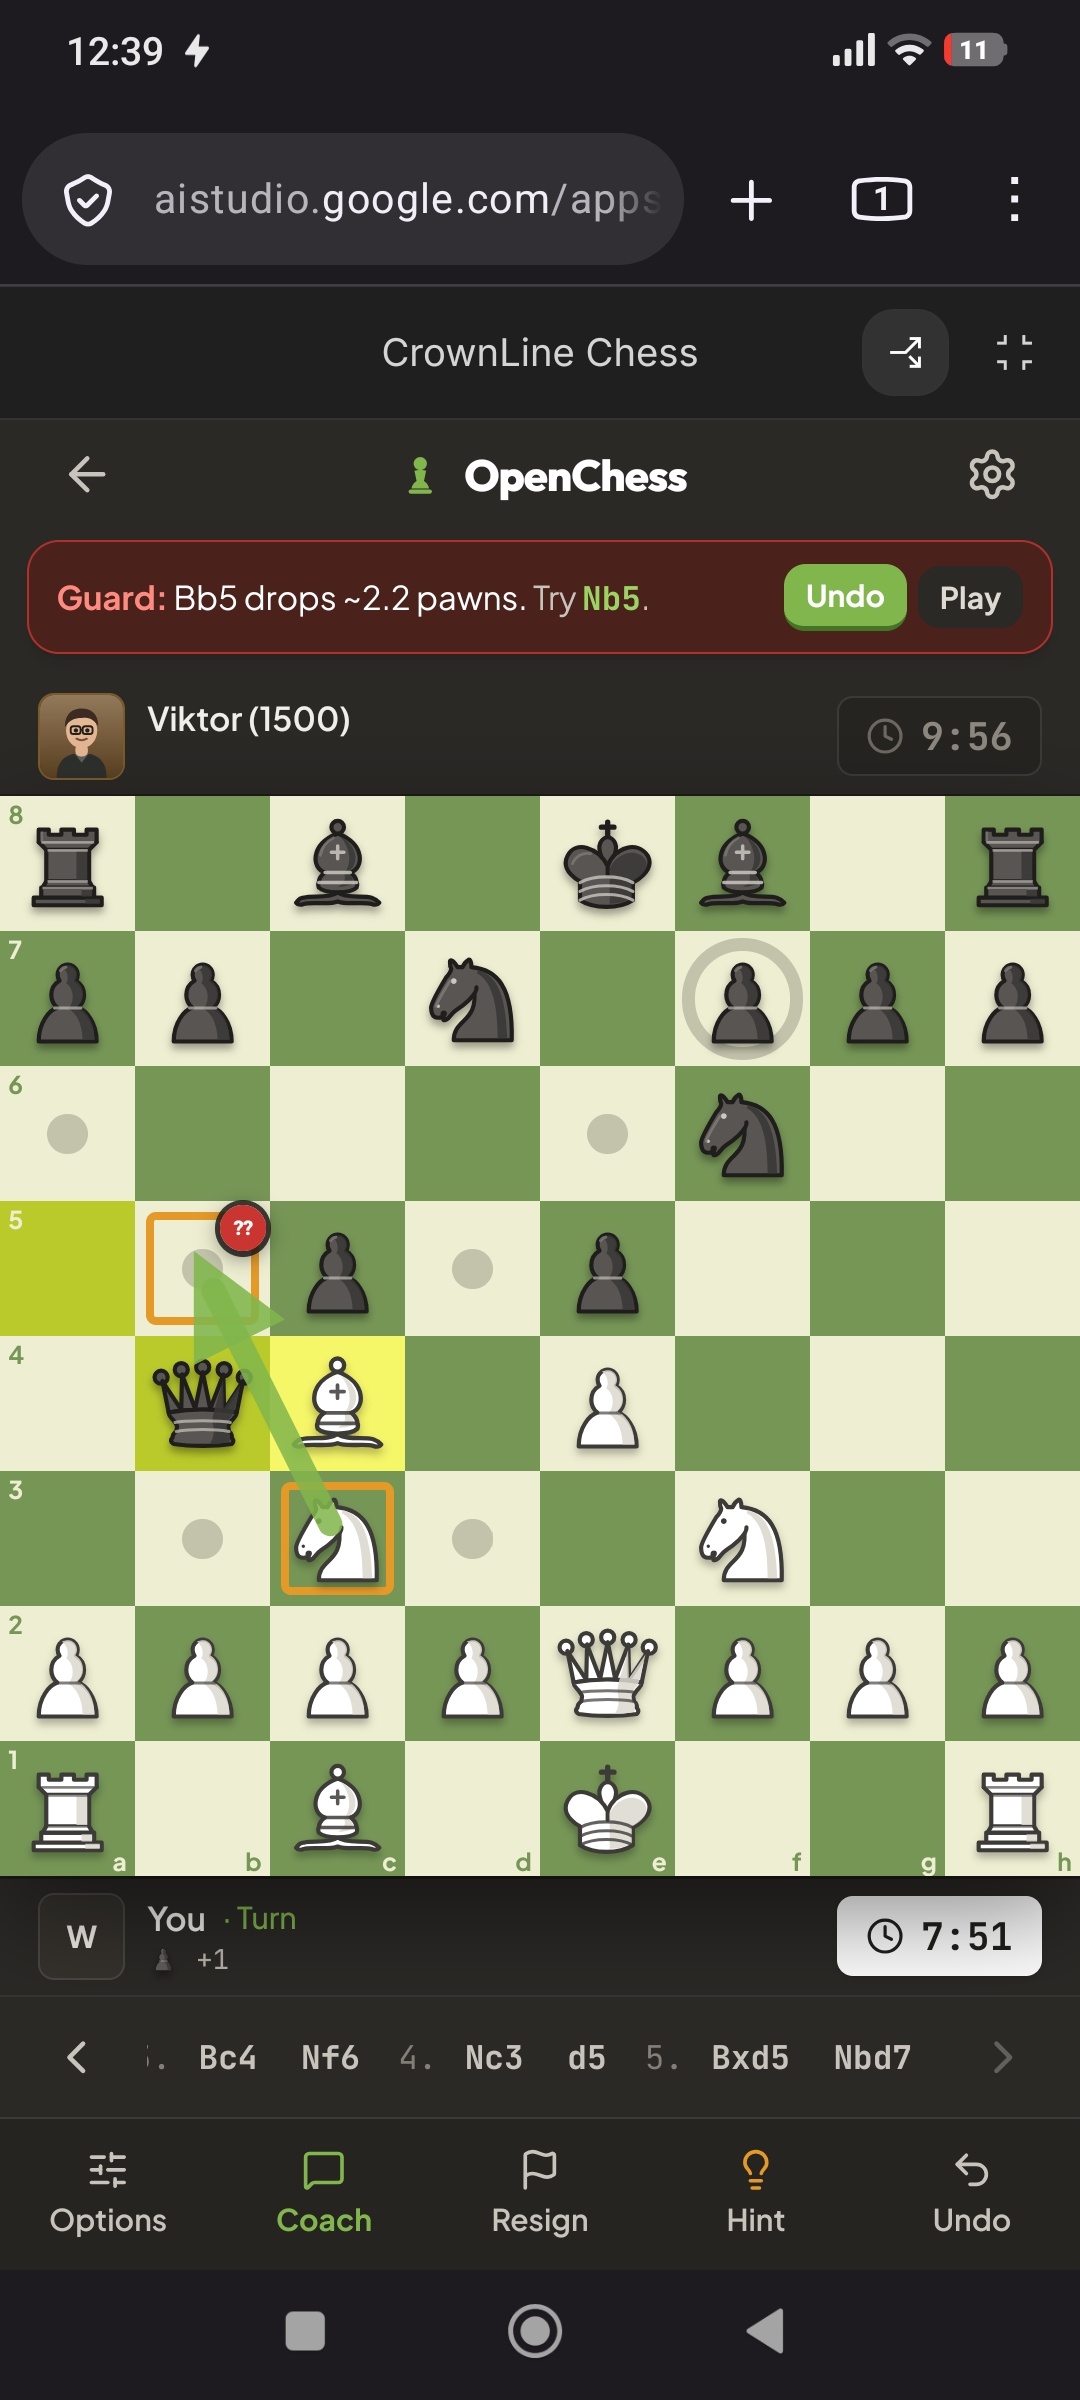 12:39
11
aistudio.google.com/apps
1
CrownLine Chess
OpenChess
Guard: Bb5 drops ~2.2 pawns. Try Nb5.
Undo
Play
Viktor (1500)
9:56
8
7
6
5
??
4
3
2
1
a
b
c
d
e
f
g
h
W
You · Turn
+1
7:51
. Bc4 Nf6 4. Nc3 d5 5. Bxd5 Nbd7
Options
Coach
Resign
Hint
Undo